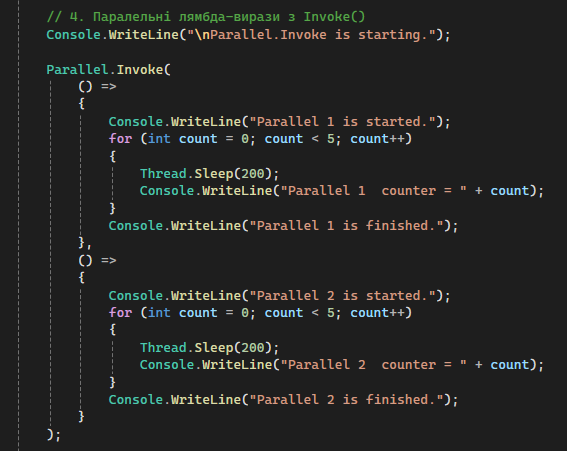 // 4. Паралельні лямбда-вирази з Invoke()
Console.WriteLine("\nParallel.Invoke is starting.");
Parallel.Invoke(
() =>
{
Console.WriteLine("Parallel 1 is started.");
for (int count = 0; count < 5; count++)
{
Thread.Sleep(200);
Console.WriteLine("Parallel 1  counter = " + count);
}
Console.WriteLine("Parallel 1 is finished.");
},
() =>
{
Console.WriteLine("Parallel 2 is started.");
for (int count = 0; count < 5; count++)
{
Thread.Sleep(200);
Console.WriteLine("Parallel 2  counter = " + count);
}
Console.WriteLine("Parallel 2 is finished.");
}
);